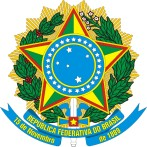 REPÚBLICA FEDERATIVA DO BRASIL
15 de Novembro
de 1889